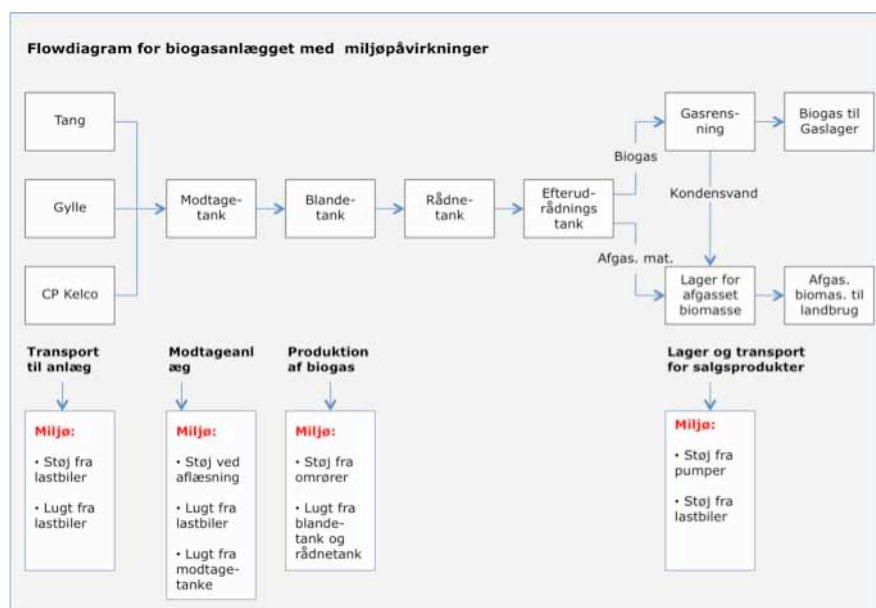 Flowdiagram for biogasanlægget med miljøpåvirkninger
Tang
Gylle
CP Kelco
Modtage-
tank
Blande-
tank
Rådne-
tank
Efterud-
rådnings
tank
Biogas
Afgas. mat.
Gasrens-
ning
Biogas til
Gaslager
Kondensvand
Lager for
afgasset
biomasse
Afgas.
biomas. til
landbrug
Transport
til anlæg
Miljø:
• Støj fra
lastbiler
• Lugt fra
lastbiler
Modtageanl
æg
Miljø:
• Støj ved
aflæsning
• Lugt fra
lastbiler
• Lugt fra
modtage-
tanke
Produktion
af biogas
Miljø:
• Støj fra
omrører
• Lugt fra
blande-
tank og
rådnetank
Lager og transport
for salgsprodukter
Miljø:
• Støj fra
pumper
• Støj fra
lastbiler